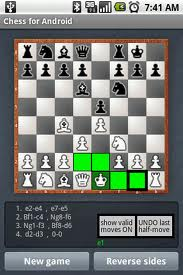 7:41 AM
Chess for Android
1. e2-e4 , e7-e5
2. Bf1-c4 , Ng8-f6
3. Ng1-f3 , Bf8-d6
4. d2-d3 , 0-0
show valid
moves ON
UNDO last
half-move
e1
New game
Reverse sides